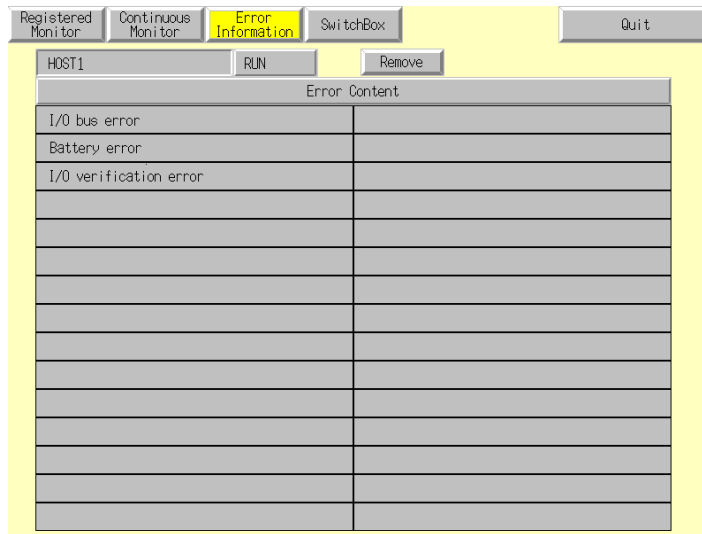 Registered
Monitor
Continuous
Monitor
Error
Information
SwitchBox
Quit
HOST1
RUN
Remove
Error Content
I/O bus error
Battery error
I/O verification error